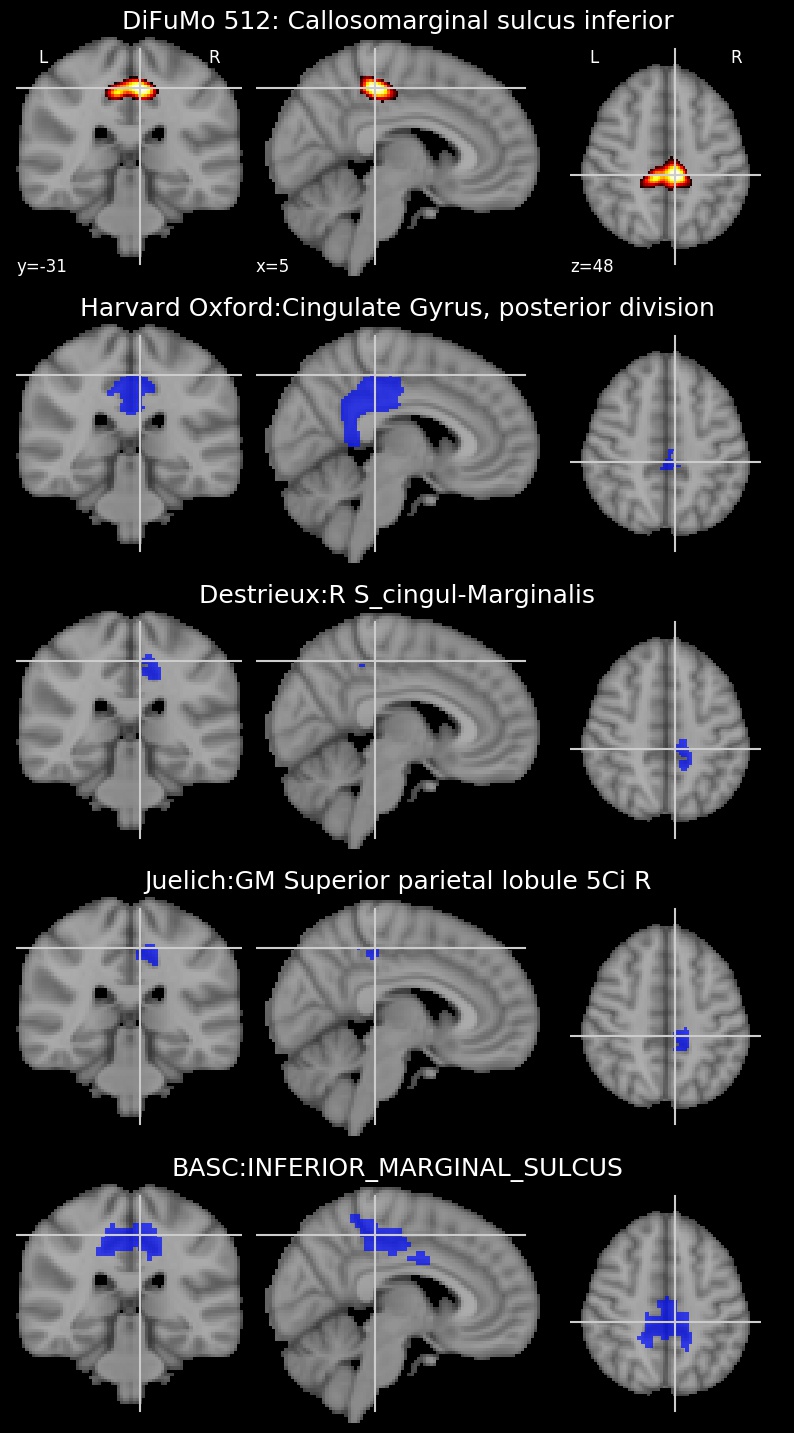 DiFuMo 512: Callosomarginal sulcus inferior
L R L R
y=-31 x=5 z=48
Harvard Oxford:Cingulate Gyrus, posterior division
Destrieux:R S_cingul-Marginalis
Juelich:GM Superior parietal lobule 5Ci R
BASC:INFERIOR_MARGINAL_SULCUS